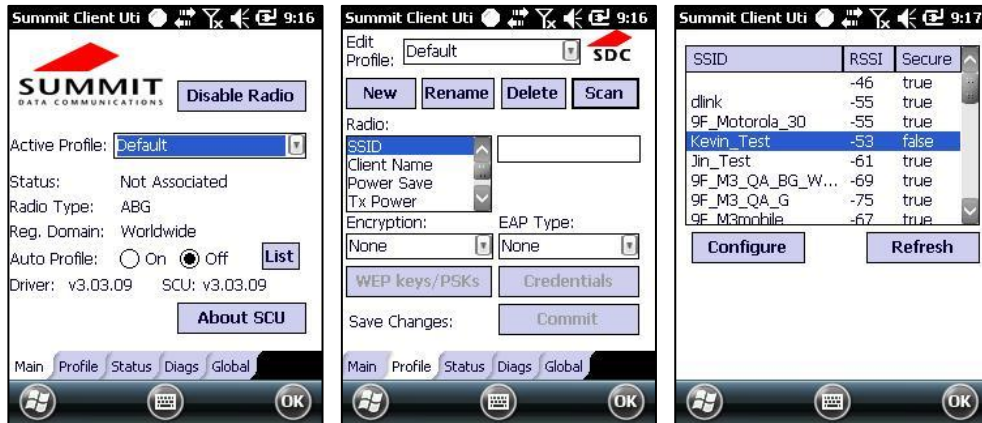 Summit Client Uti 9:16
SUMMIT
DATA COMMUNICATIONS
Disable Radio
Active Profile: Default
Status: Not Associated
Radio Type: ABG
Reg. Domain: Worldwide
Auto Profile: On Off List
Driver: v3.03.09 SCU: v3.03.09
About SCU
Main Profile Status Diags Global
OK
Summit Client Uti 9:16
Edit
Profile: Default
SDC
New Rename Delete Scan
Radio:
SSID
Client Name
Power Save
Tx Power
Encryption: EAP Type:
None None
WEP keys/PSKs Credentials
Save Changes: Commit
Main Profile Status Diags Global
OK
Summit Client Uti 9:17
SSID RSSI Secure
-46 true
dlink -55 true
9F_Motorola_30 -55 true
Kevin_Test -53 false
Jin_Test -61 true
9F_M3_QA_BG_W... -69 true
9F_M3_QA_G -75 true
9F_M3mobile -67 true
Configure Refresh
OK